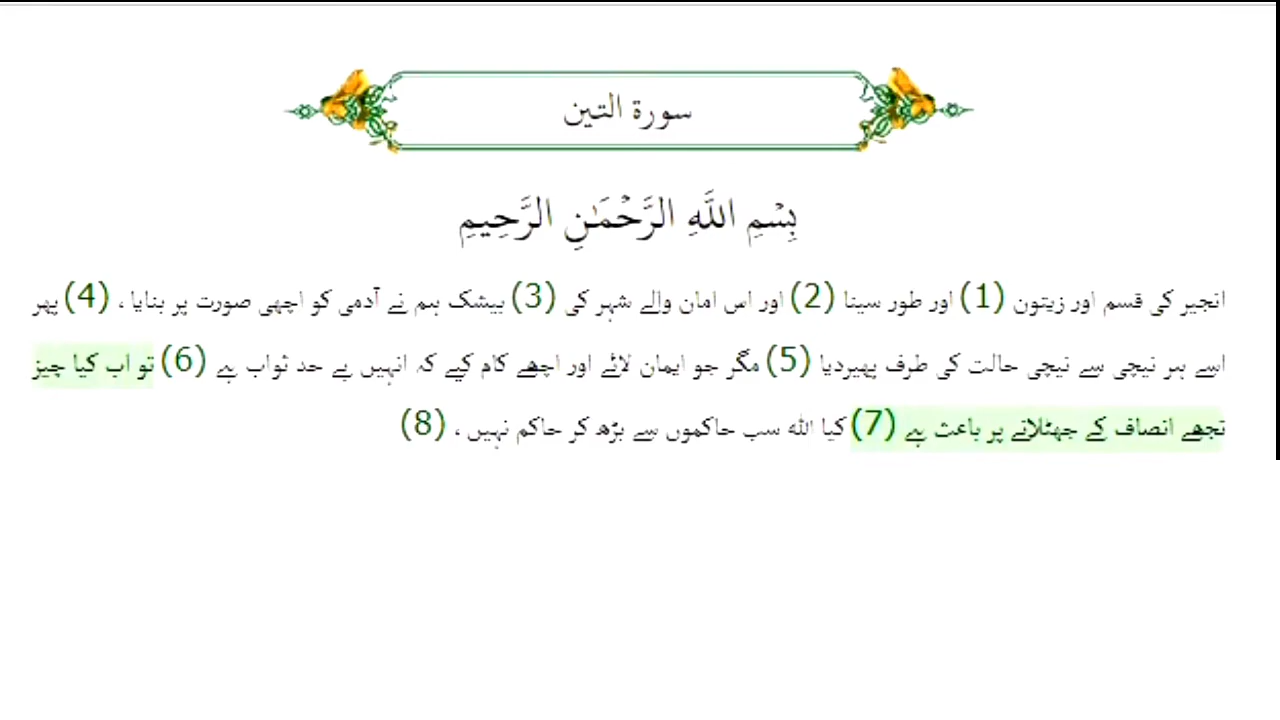 سورة التين
بِسْمِ اللَّهِ الرَّحْمَـٰنِ الرَّحِيمِ
انجیر کی قسم اور زیتون (1) اور طور سینا (2) اور اس امان والے شہر کی (3) بیشک ہم نے آدمی کو اچھی صورت پر بنایا ، (4) پھر
اسے ہر نیچی سے نیچی حالت کی طرف پھیردیا (5) مگر جو ایمان لائے اور اچھے کام کیے کہ انہیں بے حد ثواب ہے (6) تو اب کیا چیز
تجھے انصاف کے جھٹلانے پر باعث ہے (7) کیا اللہ سب حاکموں سے بڑھ کر حاکم نہیں ، (8)